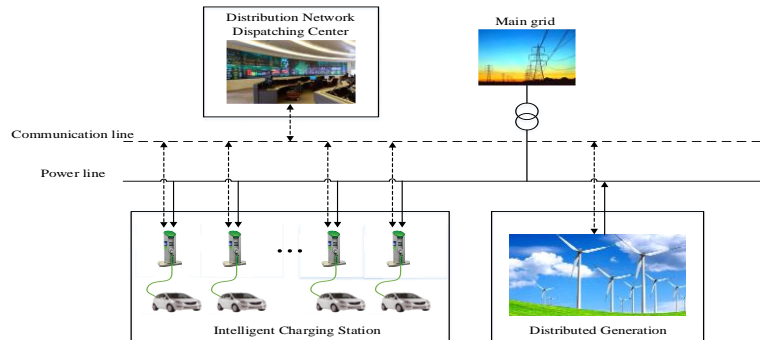 Distribution Network
Dispatching Center
Main grid
Communication line
Power line
Intelligent Charging Station
Distributed Generation